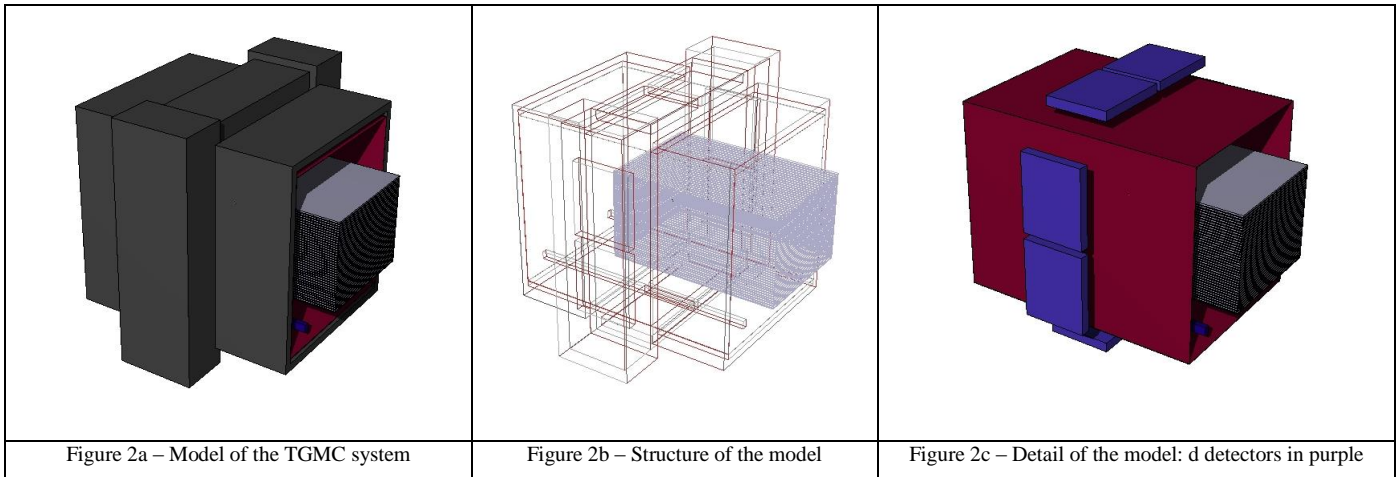 Figure 2a – Model of the TGMC system
Figure 2b – Structure of the model
Figure 2c – Detail of the model: d detectors in purple